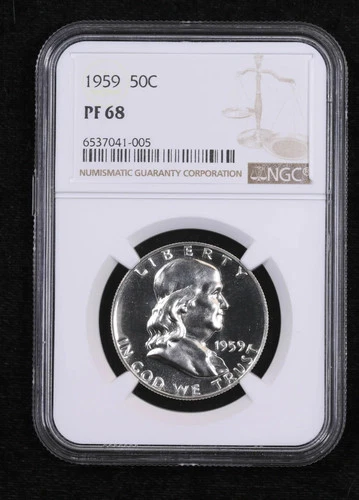 1959 50C
PF 68
6537041-005
NUMISMATIC GUARANTY CORPORATION
NGC®
LIBERTY
1959
IN GOD WE TRUST